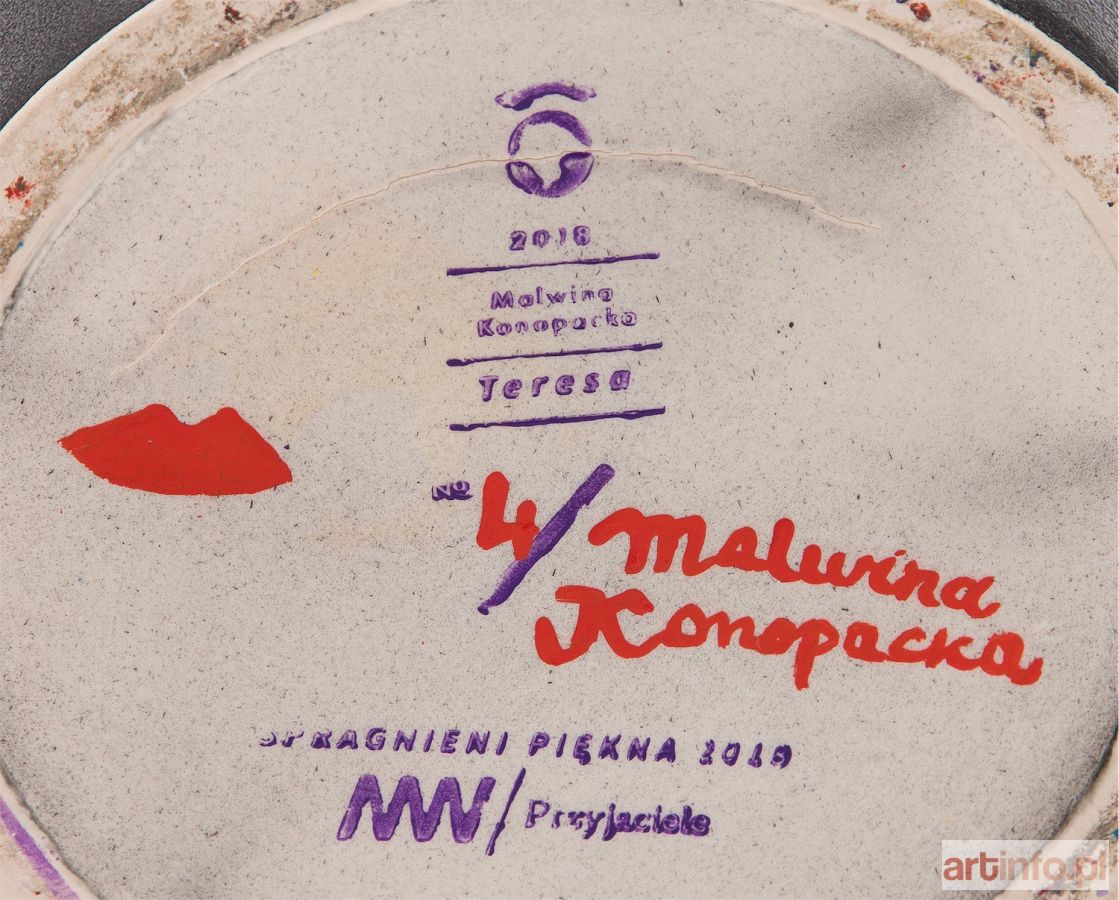 2018
Malwina
Konopacka
Teresa
No 4/ Malwina
Konopacka
SPRAGNIENI PIĘKNA 2019
MNW / Przyjaciele
artinfo.pl